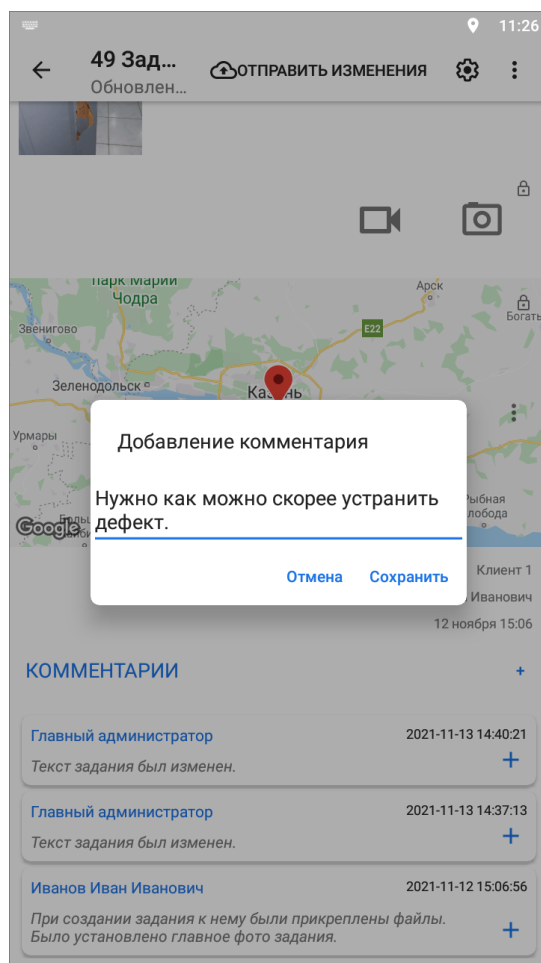 11:26
49 Зад...
Обновлен...
ОТПРАВИТЬ ИЗМЕНЕНИЯ
Чодра
Арск
Звенигово
E22
Богать
Зеленодольск
Казань
Урмары
Добавление комментария
Нужно как можно скорее устранить
дефект.
Рыбная
лобода
Google
Отмена Сохранить
Клиент 1
Иванович
12 ноября 15:06
КОММЕНТАРИИ +
Главный администратор 2021-11-13 14:40:21
Текст задания был изменен.
Главный администратор 2021-11-13 14:37:13
Текст задания был изменен.
Иванов Иван Иванович 2021-11-12 15:06:56
При создании задания к нему были прикреплены файлы.
Было установлено главное фото задания.